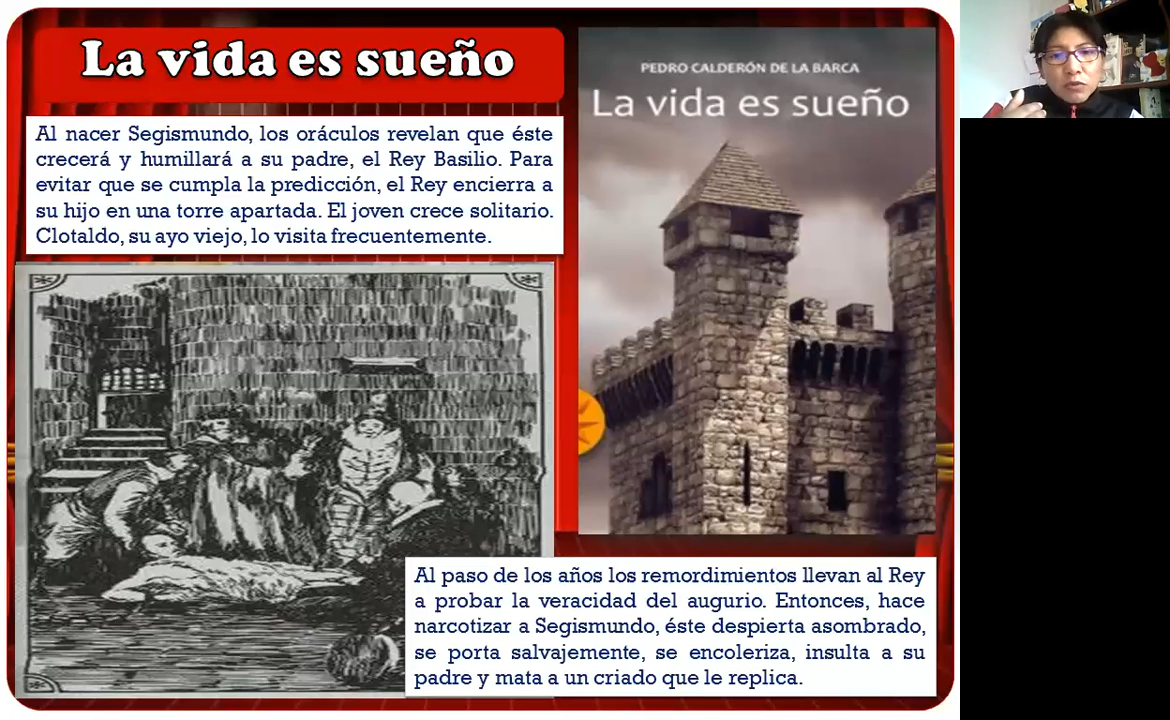 La vida es sueño
Al nacer Segismundo, los oráculos revelan que éste
crecerá y humillará a su padre, el Rey Basilio. Para
evitar que se cumpla la predicción, el Rey encierra a
su hijo en una torre apartada. El joven crece solitario.
Clotaldo, su ayo viejo, lo visita frecuentemente.
PEDRO CALDERÓN DE LA BARCA
La vida es sueño
Al paso de los años los remordimientos llevan al Rey
a probar la veracidad del augurio. Entonces, hace
narcotizar a Segismundo, éste despierta asombrado,
se porta salvajemente, se encoleriza, insulta a su
padre y mata a un criado que le replica.